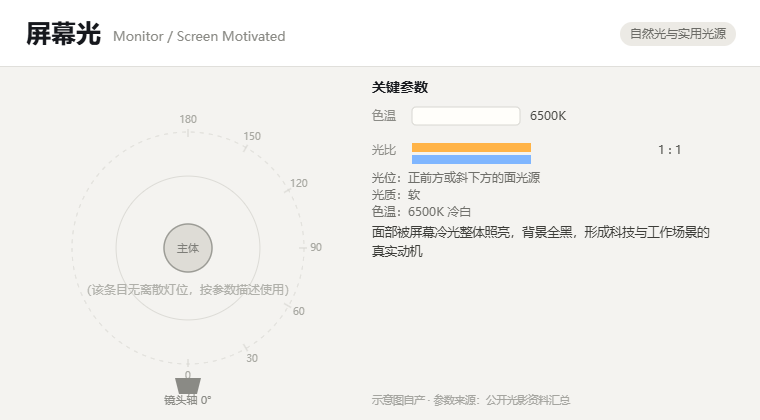 屏幕光 Monitor / Screen Motivated
自然光与实用光源
180
150
120
90
60
30
0
主体
(该条目无离散灯位，按参数描述使用)
镜头轴 0°
关键参数
色温 6500K
光比 1 : 1
光位：正前方或斜下方的面光源
光质：软
色温：6500K 冷白
面部被屏幕冷光整体照亮，背景全黑，形成科技与工作场景的
真实动机
示意图自产 · 参数来源：公开光影资料汇总